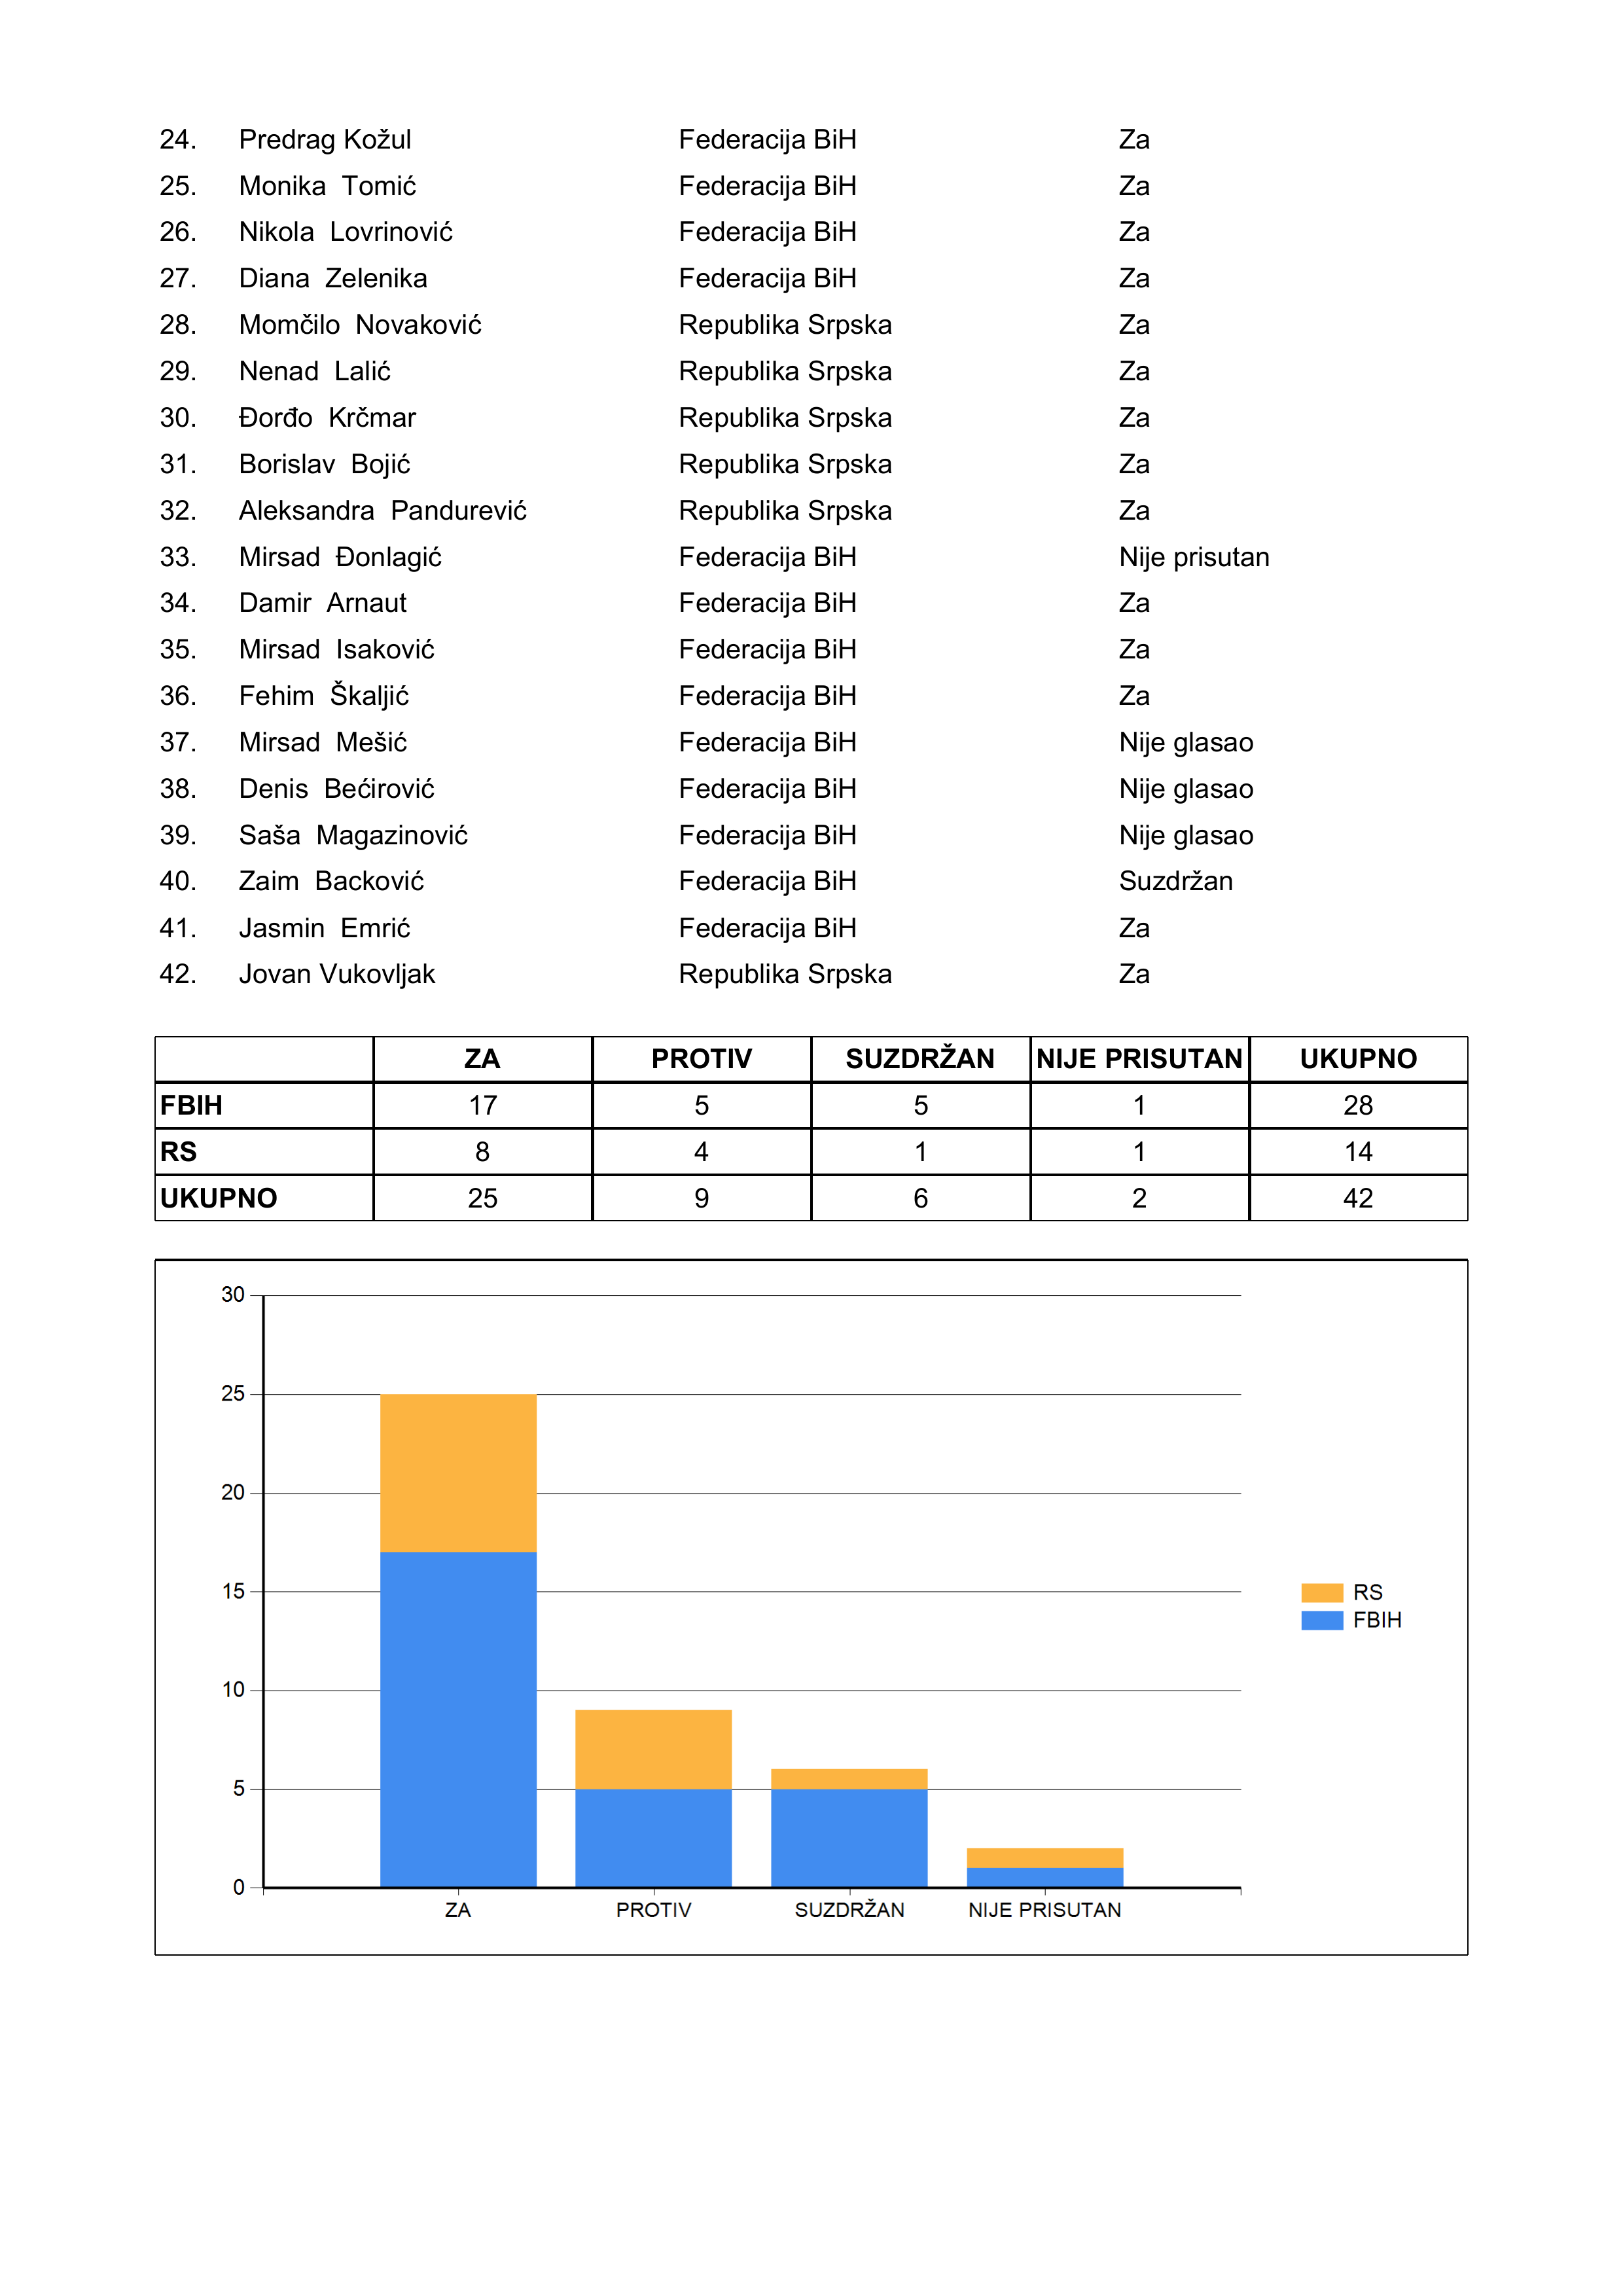 24. Predrag Kožul Federacija BiH Za
25. Monika Tomić Federacija BiH Za
26. Nikola Lovrinović Federacija BiH Za
27. Diana Zelenika Federacija BiH Za
28. Momčilo Novaković Republika Srpska Za
29. Nenad Lalić Republika Srpska Za
30. Đorđo Krčmar Republika Srpska Za
31. Borislav Bojić Republika Srpska Za
32. Aleksandra Pandurević Republika Srpska Za
33. Mirsad Đonlagić Federacija BiH Nije prisutan
34. Damir Arnaut Federacija BiH Za
35. Mirsad Isaković Federacija BiH Za
36. Fehim Škaljić Federacija BiH Za
37. Mirsad Mešić Federacija BiH Nije glasao
38. Denis Bećirović Federacija BiH Nije glasao
39. Saša Magazinović Federacija BiH Nije glasao
40. Zaim Backović Federacija BiH Suzdržan
41. Jasmin Emrić Federacija BiH Za
42. Jovan Vukovljak Republika Srpska Za
ZA PROTIV SUZDRŽAN NIJE PRISUTAN UKUPNO
FBIH 17 5 5 1 28
RS 8 4 1 1 14
UKUPNO 25 9 6 2 42
30
25
20
15
10
5
0
ZA PROTIV SUZDRŽAN NIJE PRISUTAN
RS
FBIH